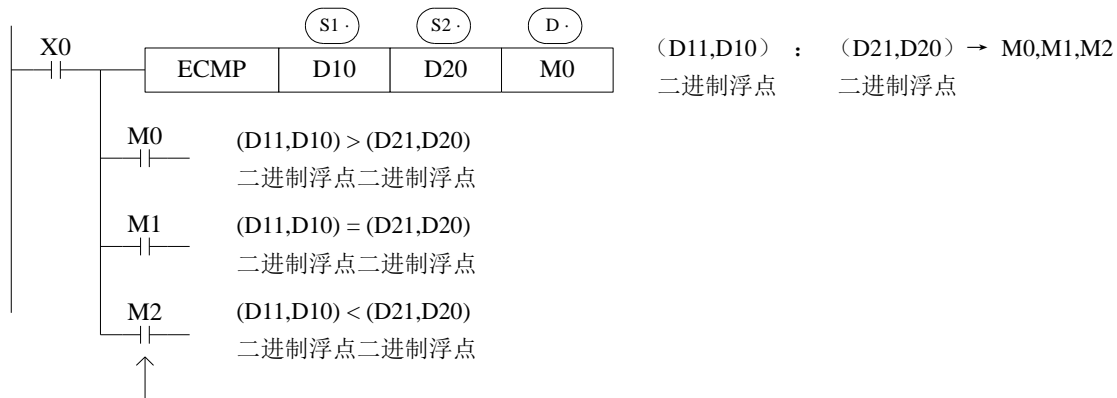 S1· S2· D·
X0 ECMP D10 D20 M0 （D11,D10） ： （D21,D20）→ M0,M1,M2
二进制浮点 二进制浮点
M0 (D11,D10) > (D21,D20)
二进制浮点二进制浮点
M1 (D11,D10) = (D21,D20)
二进制浮点二进制浮点
M2 (D11,D10) < (D21,D20)
二进制浮点二进制浮点